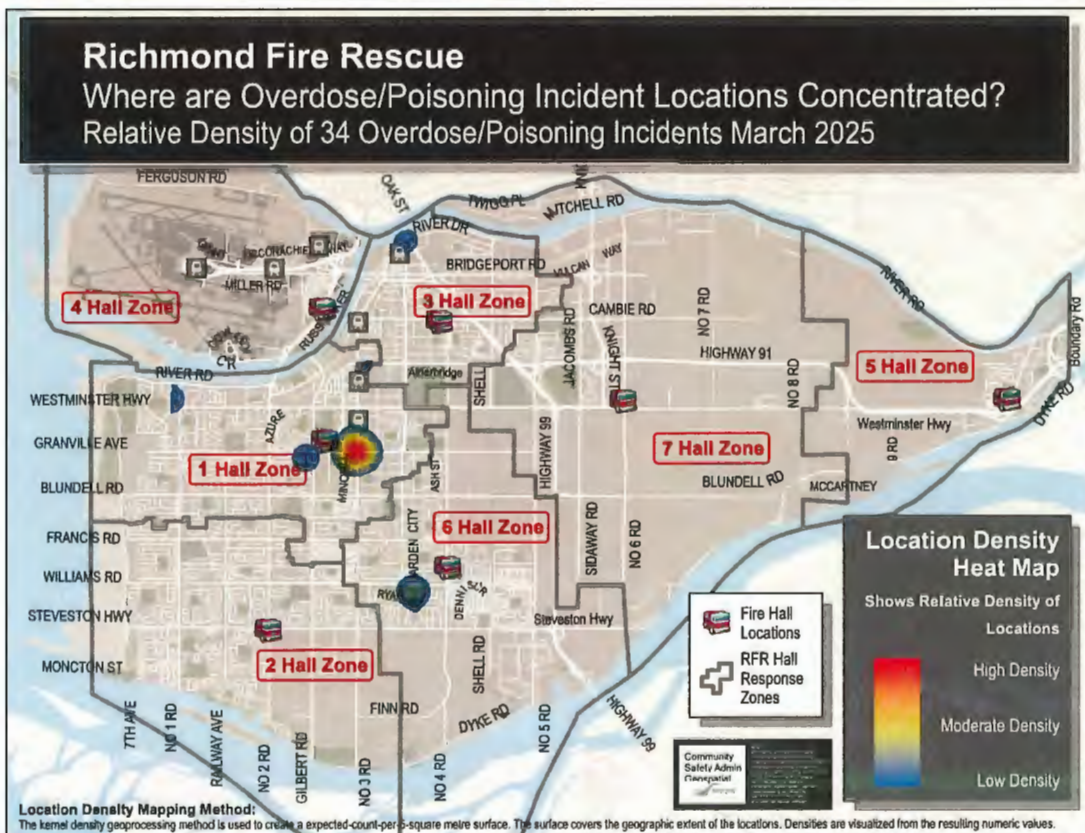 Richmond Fire Rescue
Where are Overdose/Poisoning Incident Locations Concentrated?
Relative Density of 34 Overdose/Poisoning Incidents March 2025
FERGUSON RD
OAK ST
TWIGG PL
MITCHELL RD
RIVER DR
MILLER RD
BRIDGEPORT RD
VULCAN WAY
4 Hall Zone
3 Hall Zone
CAMBIE RD
NO 7 RD
RIVER RD
Boundary Rd
JACOMBS RD
KNIGHT ST
HIGHWAY 91
NO 8 RD
5 Hall Zone
RIVER RD
Alderbridge
SHELL
DYKE RD
WESTMINSTER HWY
AZURE
Westminster Hwy
GRANVILLE AVE
1 Hall Zone
ASH ST
HIGHWAY 99
7 Hall Zone
9 RD
BLUNDELL RD
BLUNDELL RD
MCCARTNEY
FRANCIS RD
ARDEN CITY
6 Hall Zone
SIDAWAY RD
NO 6 RD
WILLIAMS RD
RYAN
STEVESTON HWY
Steveston Hwy
MONCTON ST
2 Hall Zone
SHELL RD
FINN RD
DYKE RD
HIGHWAY 99
7TH AVE
NO 1 RD
RAILWAY AVE
NO 2 RD
GILBERT RD
NO 3 RD
NO 4 RD
NO 5 RD
Fire Hall
Locations
RFR Hall
Response
Zones
Community
Safety Admin
Geospatial
Location Density
Heat Map
Shows Relative Density of
Locations
High Density
Moderate Density
Low Density
Location Density Mapping Method:
The kernel density geoprocessing method is used to create a expected-count-per-5-square metre surface. The surface covers the geographic extent of the locations. Densities are visualized from the resulting numeric values.